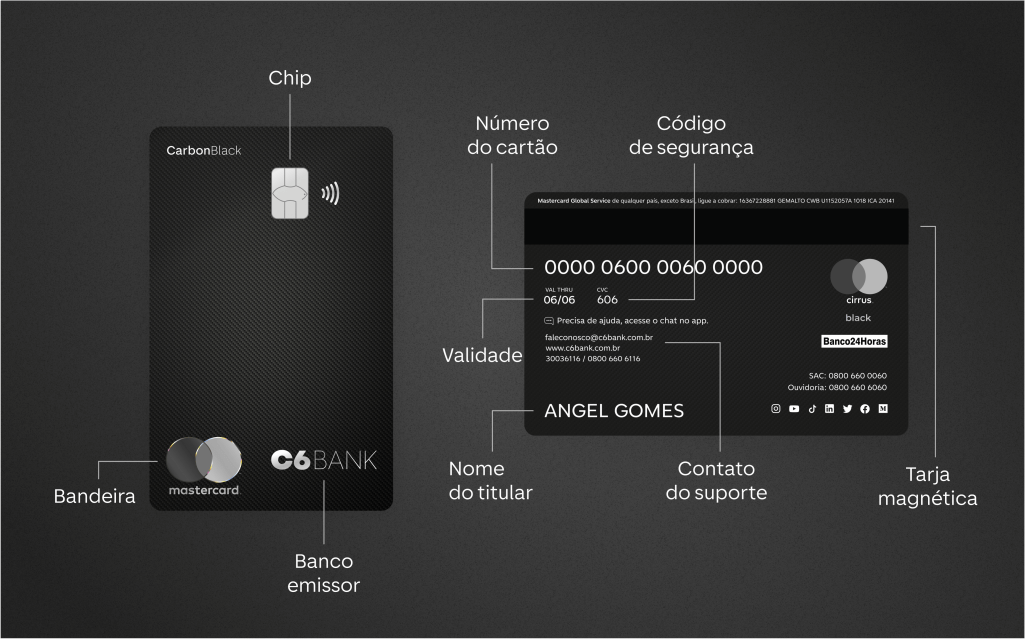 Chip
CarbonBlack
mastercard.
C6BANK
Bandeira
Banco
emissor
Número
do cartão
Código
de segurança
Mastercard Global Service de qualquer país, exceto Brasil, ligue a cobrar: 16367228881 GEMALTO CWB U1152057A 1018 ICA 20141
0000 0600 0060 0000
VAL THRU CVC
06/06 606
Precisa de ajuda, acesse o chat no app.
faleconosco@c6bank.com.br
www.c6bank.com.br
30036116 / 0800 660 6116
ANGEL GOMES
cirrus.
black
Banco24Horas
SAC: 0800 660 0060
Ouvidoria: 0800 660 6060
Validade
Nome
do titular
Contato
do suporte
Tarja
magnética